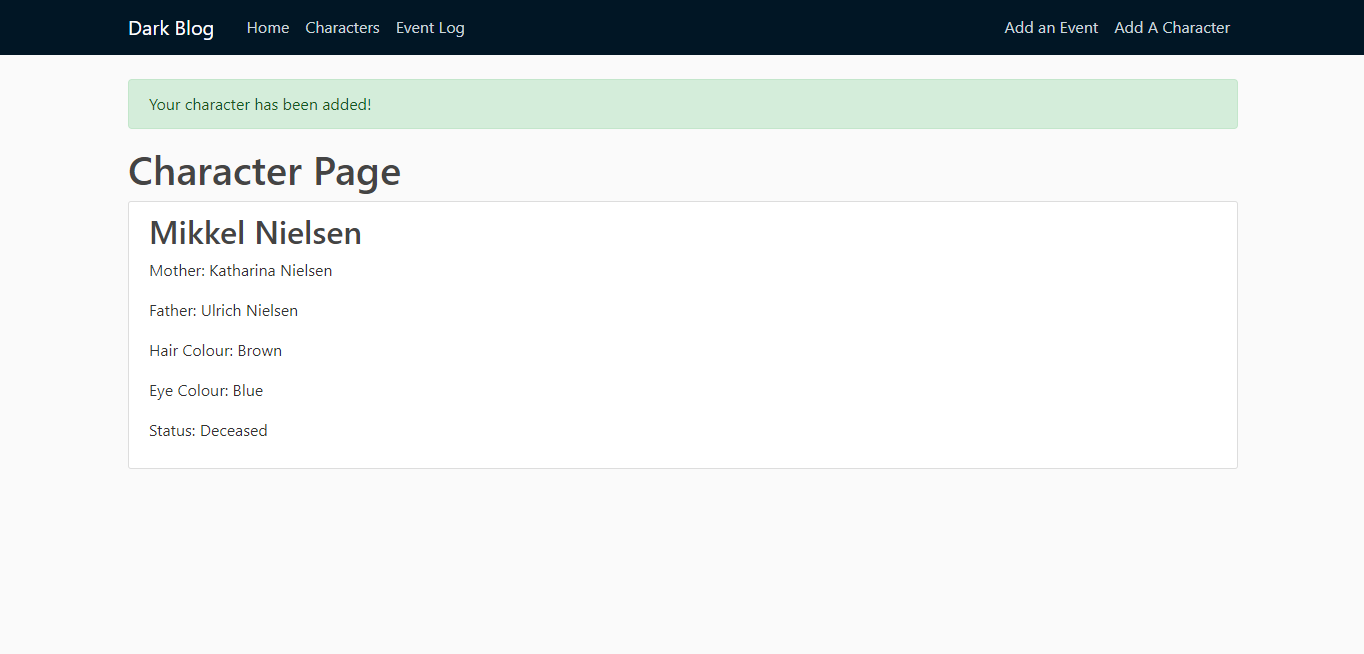 Dark Blog Home Characters Event Log Add an Event Add A Character
Your character has been added!
Character Page
Mikkel Nielsen
Mother: Katharina Nielsen
Father: Ulrich Nielsen
Hair Colour: Brown
Eye Colour: Blue
Status: Deceased